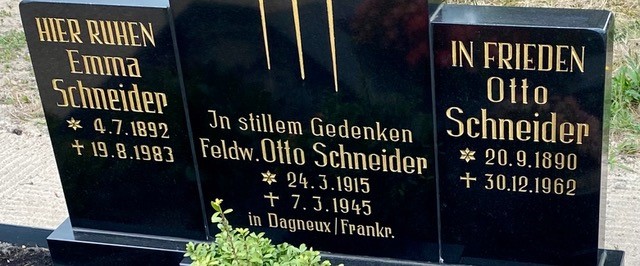 HIER RUHEN
Emma
Schneider
* 4.7.1892
✝ 19.8.1983
In stillem Gedenken
Feldw. Otto Schneider
* 24.3.1915
✝ 7.3.1945
in Dagneux/Frankr.
IN FRIEDEN
Otto
Schneider
* 20.9.1890
✝ 30.12.1962